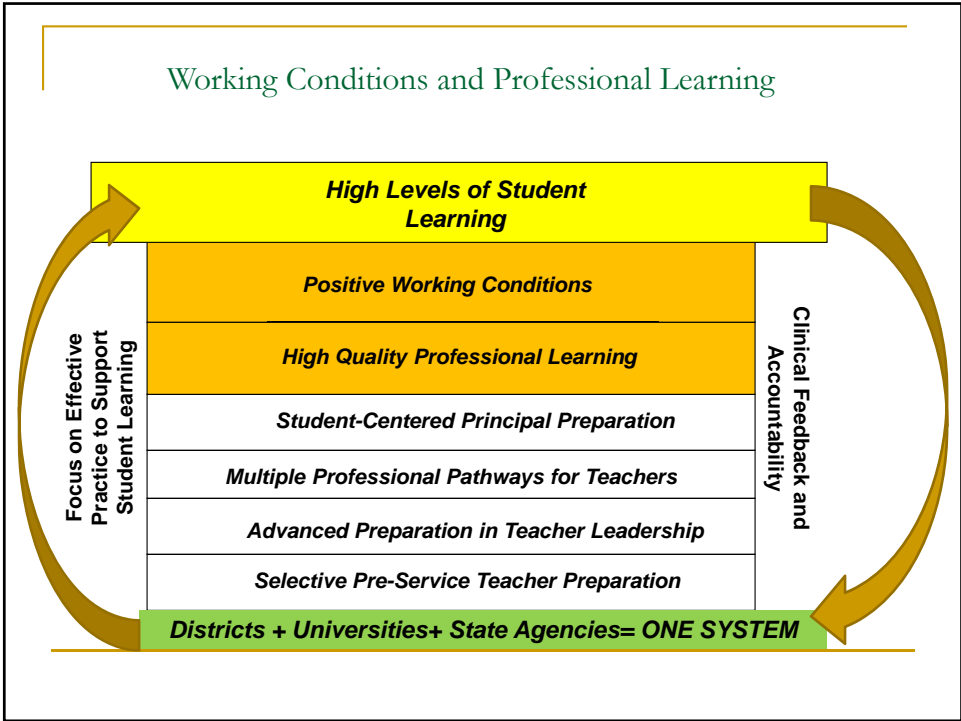 Working Conditions and Professional Learning
High Levels of Student
Learning
Positive Working Conditions
High Quality Professional Learning
Student-Centered Principal Preparation
Multiple Professional Pathways for Teachers
Advanced Preparation in Teacher Leadership
Selective Pre-Service Teacher Preparation
Districts + Universities+ State Agencies= ONE SYSTEM
Focus on Effective
Practice to Support
Student Learning
Clinical Feedback and
Accountability